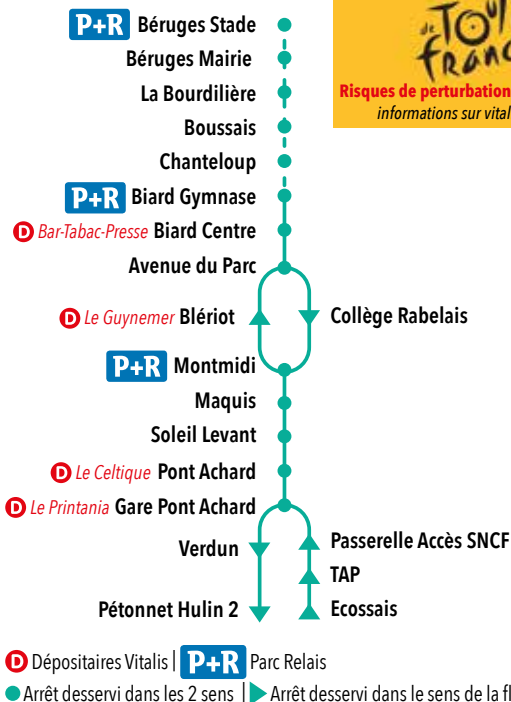 P+R Béruges Stade
Béruges Mairie
La Bourdilière
Boussais
Chanteloup
P+R Biard Gymnase
D Bar-Tabac-Presse Biard Centre
Avenue du Parc
D Le Guynemer Blériot
Collège Rabelais
P+R Montmidi
Maquis
Soleil Levant
D Le Celtique Pont Achard
D Le Printania Gare Pont Achard
Verdun
Passerelle Accès SNCF
TAP
Pétonnet Hulin 2
Ecossais
de TOU
franc
Risques de perturbation
informations sur vital
D Dépositaires Vitalis | P+R Parc Relais
Arrêt desservi dans les 2 sens | Arrêt desservi dans le sens de la fl